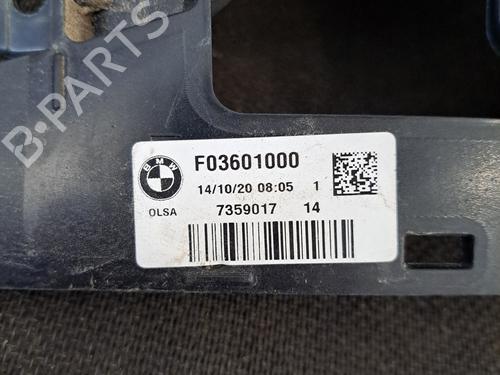 B-PARTS
BMW
F03601000
14/10/20 08:05 1
OLSA
7359017 14